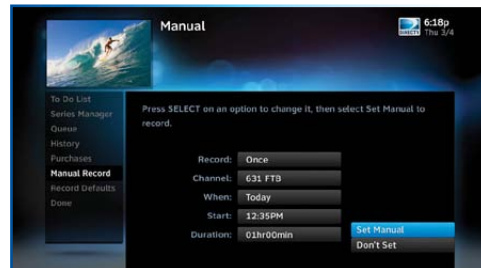 Manual
DIRECTV
6:18p
Thu 3/4
To Do List
Series Manager
Queue
History
Purchases
Manual Record
Record Defaults
Done
Press SELECT on an option to change it, then select Set Manual to
record.
Record: Once
Channel: 631 FTB
When: Today
Start: 12:35PM
Duration: 01hr00min
Set Manual
Don't Set